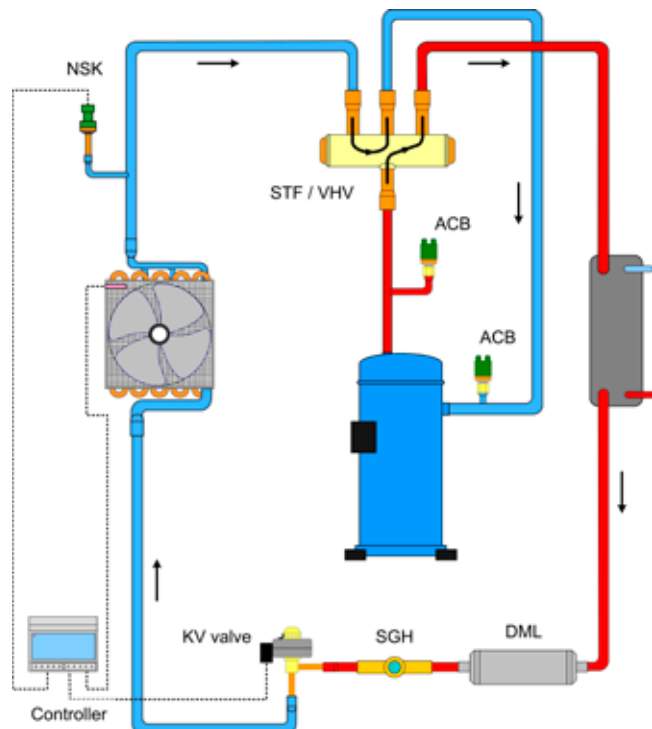 NSK
STF / VHV
ACB
ACB
KV valve
SGH
DML
Controller